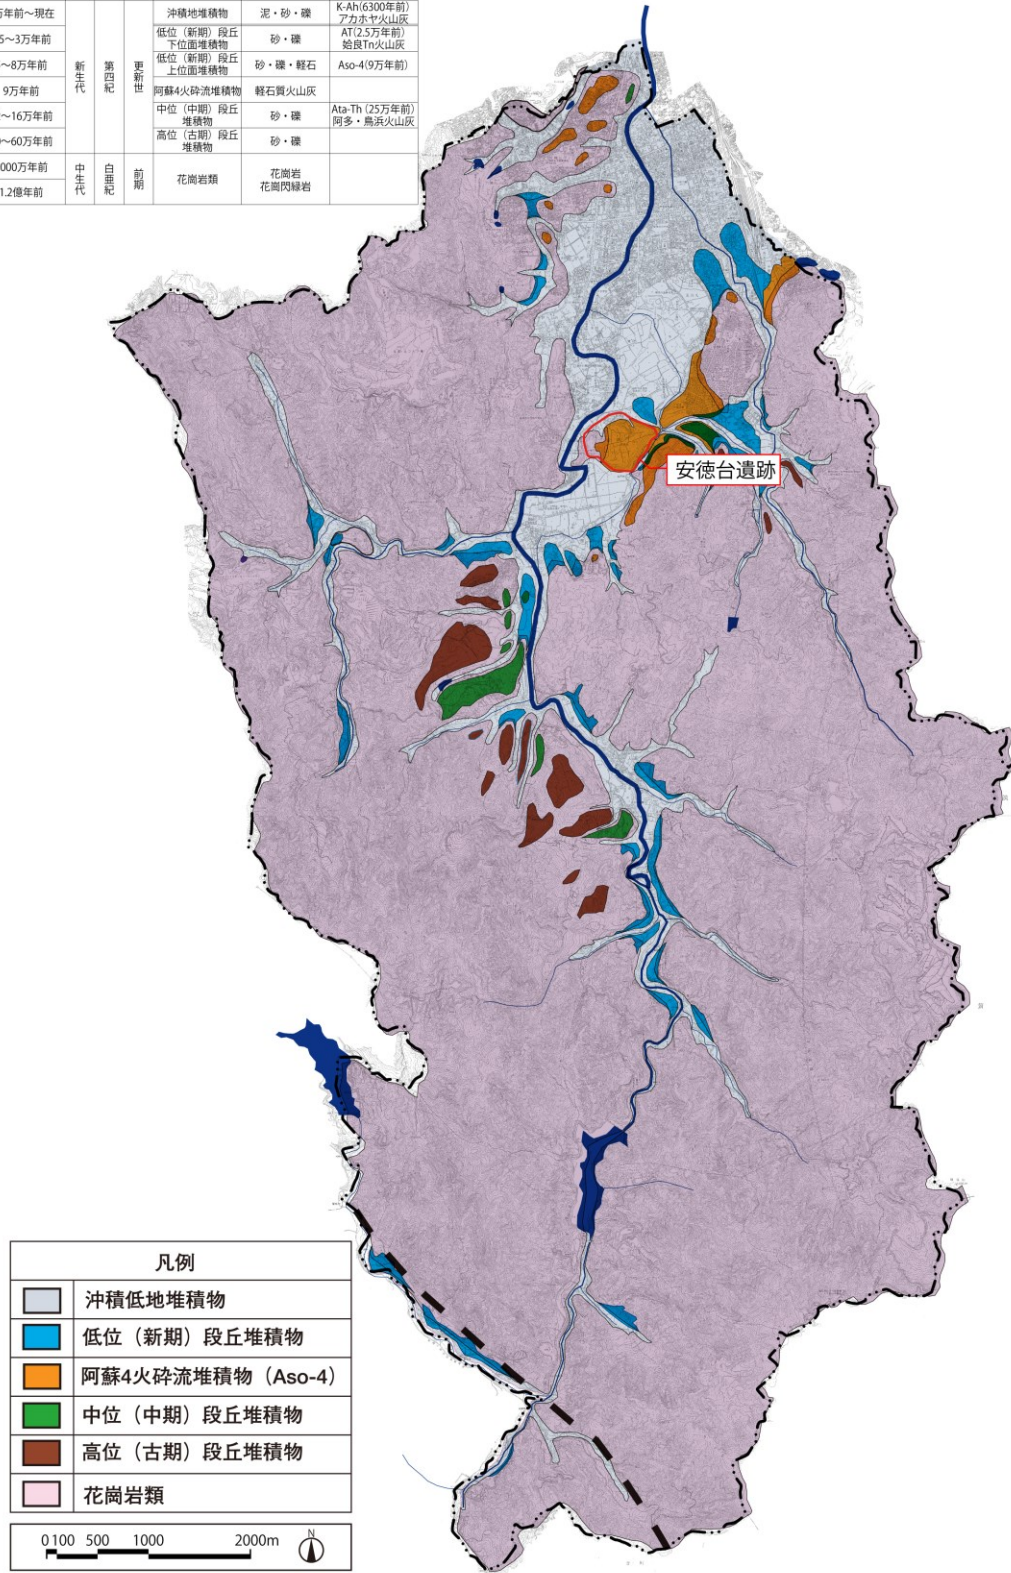 万年前～現在 沖積地堆積物 泥・砂・礫 K-Ah(6300年前)
アカホヤ火山灰
5～3万年前 低位（新期）段丘
下位面堆積物 砂・礫 AT(2.5万年前)
姶良Tn火山灰
～8万年前 低位（新期）段丘
上位面堆積物 砂・礫・軽石 Aso-4(9万年前)
新生代 第四紀 更新世
9万年前 阿蘇4火砕流堆積物 軽石質火山灰
～16万年前 中位（中期）段丘
堆積物 砂・礫 Ata-Th (25万年前)
阿多・鳥浜火山灰
～60万年前 高位（古期）段丘
堆積物 砂・礫
000万年前
1.2億年前
中生代 白亜紀 前期 花崗岩類 花崗岩
花崗閃緑岩
安徳台遺跡
凡例
沖積低地堆積物
低位（新期）段丘堆積物
阿蘇4火砕流堆積物（Aso-4）
中位（中期）段丘堆積物
高位（古期）段丘堆積物
花崗岩類
0 100 500 1000 2000m N